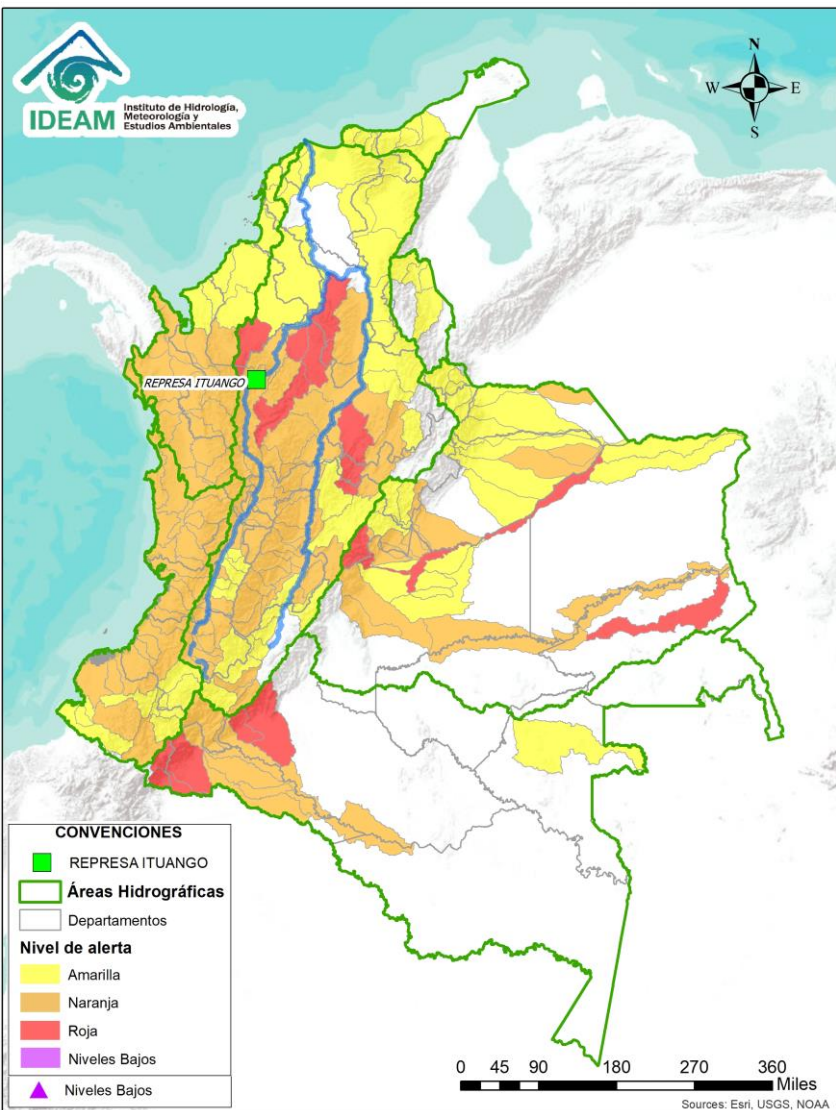 IDEAM
Instituto de Hidrología,
Meteorología y
Estudios Ambientales
N
W
E
S
REPRESA ITUANGO
CONVENCIONES
REPRESA ITUANGO
Áreas Hidrográficas
Departamentos
Nivel de alerta
Amarilla
Naranja
Roja
Niveles Bajos
Niveles Bajos
0 45 90 180 270 360
Miles
Sources: Esri, USGS, NOAA